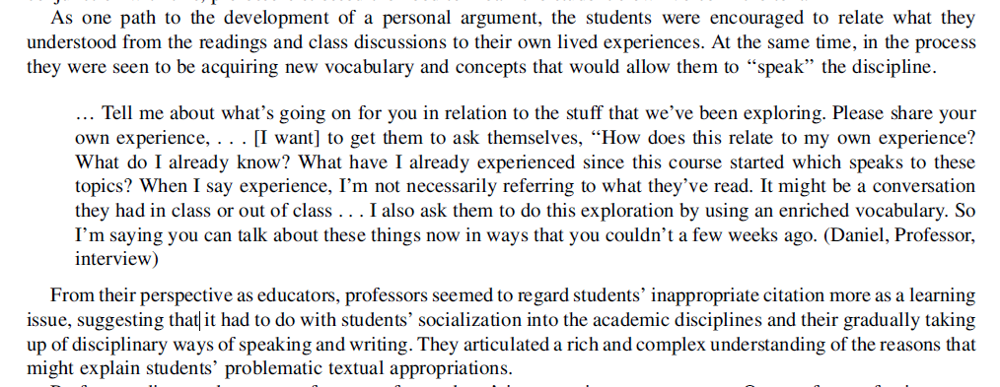 As one path to the development of a personal argument, the students were encouraged to relate what they
understood from the readings and class discussions to their own lived experiences. At the same time, in the process
they were seen to be acquiring new vocabulary and concepts that would allow them to “speak” the discipline.
… Tell me about what’s going on for you in relation to the stuff that we’ve been exploring. Please share your
own experience, . . . [I want] to get them to ask themselves, “How does this relate to my own experience?
What do I already know? What have I already experienced since this course started which speaks to these
topics? When I say experience, I’m not necessarily referring to what they’ve read. It might be a conversation
they had in class or out of class . . . I also ask them to do this exploration by using an enriched vocabulary. So
I’m saying you can talk about these things now in ways that you couldn’t a few weeks ago. (Daniel, Professor,
interview)
From their perspective as educators, professors seemed to regard students’ inappropriate citation more as a learning
issue, suggesting that it had to do with students’ socialization into the academic disciplines and their gradually taking
up of disciplinary ways of speaking and writing. They articulated a rich and complex understanding of the reasons that
might explain students’ problematic textual appropriations.